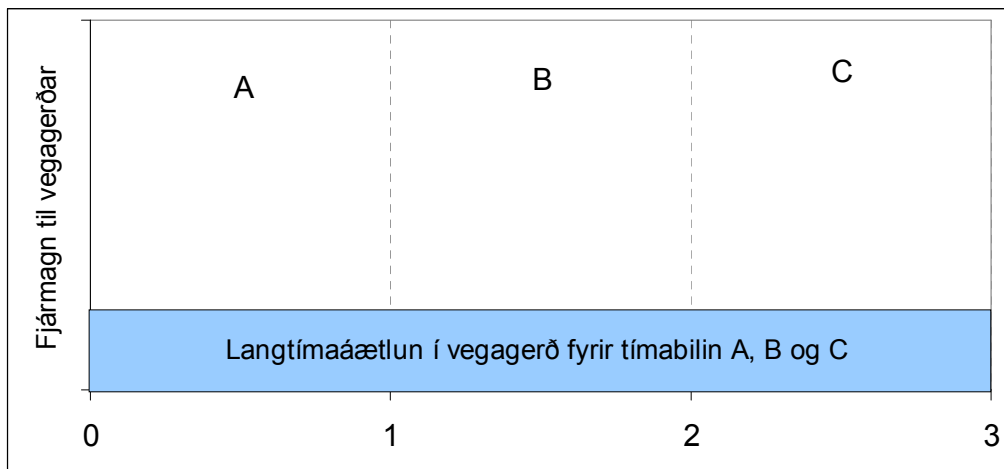 Fjármagn til vegagerðar
A
B
C
Langtímaáætlun í vegagerð fyrir tímabilin A, B og C
0
1
2
3